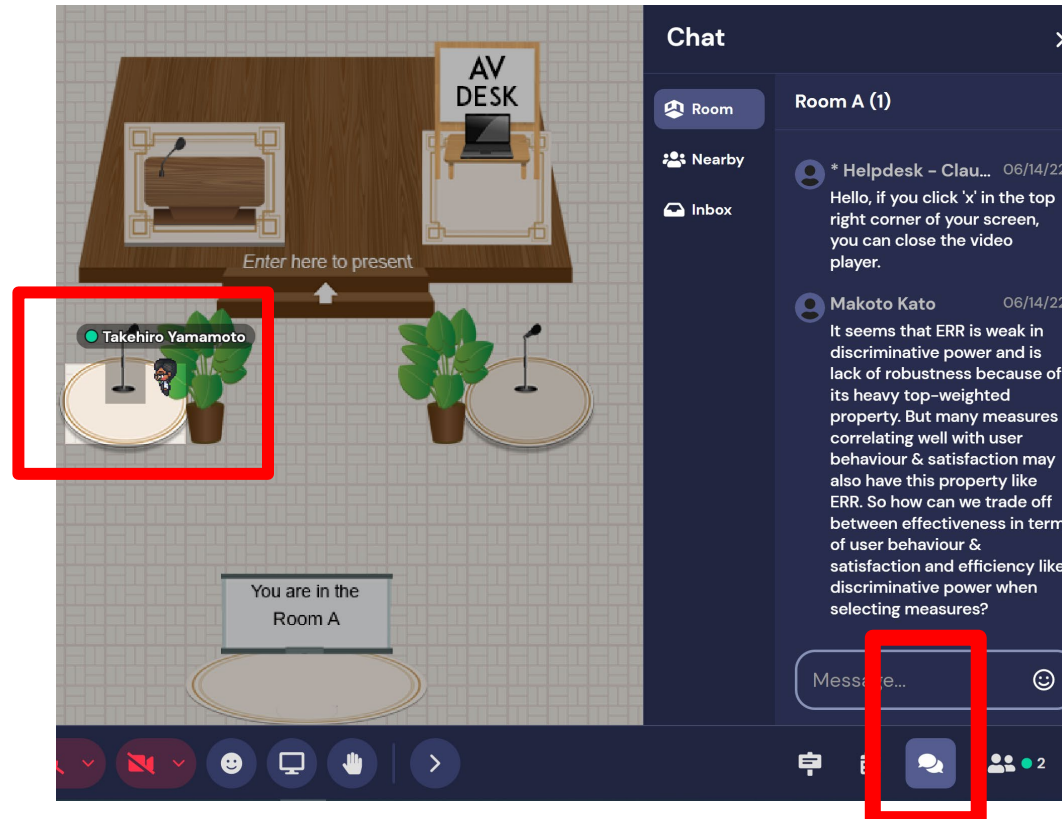 AV
DESK
Enter here to present
Takehiro Yamamoto
You are in the
Room A
Chat
Room
Nearby
Inbox
Room A (1)
* Helpdesk – Clau... 06/14/22
Hello, if you click 'x' in the top
right corner of your screen,
you can close the video
player.
Makoto Kato 06/14/22
It seems that ERR is weak in
discriminative power and is
lack of robustness because of
its heavy top-weighted
property. But many measures
correlating well with user
behaviour & satisfaction may
also have this property like
ERR. So how can we trade off
between effectiveness in term
of user behaviour &
satisfaction and efficiency like
discriminative power when
selecting measures?
2